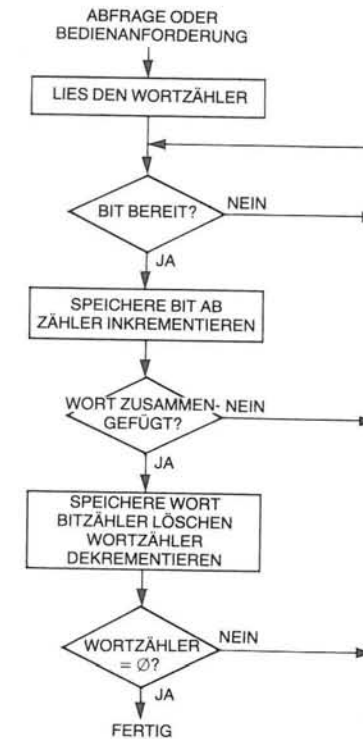 ABFRAGE ODER
BEDIENANFORDERUNG
LIES DEN WORTZÄHLER
BIT BEREIT?
NEIN
JA
SPEICHERE BIT AB
ZÄHLER INKREMENTIEREN
WORT ZUSAMMEN-
GEFÜGT?
NEIN
JA
SPEICHERE WORT
BITZÄHLER LÖSCHEN
WORTZÄHLER
DEKREMENTIEREN
WORTZÄHLER
= Ø?
NEIN
JA
FERTIG